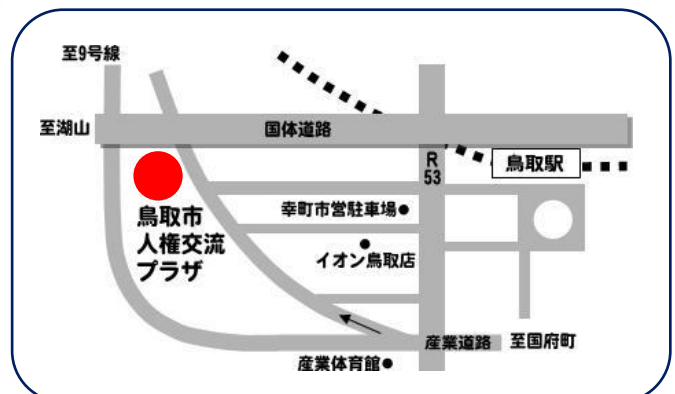 至9号線
至湖山
国体道路
R
53
鳥取駅
鳥取市
人権交流
プラザ
幸町市営駐車場●
イオン鳥取店
産業道路
至国府町
産業体育館●